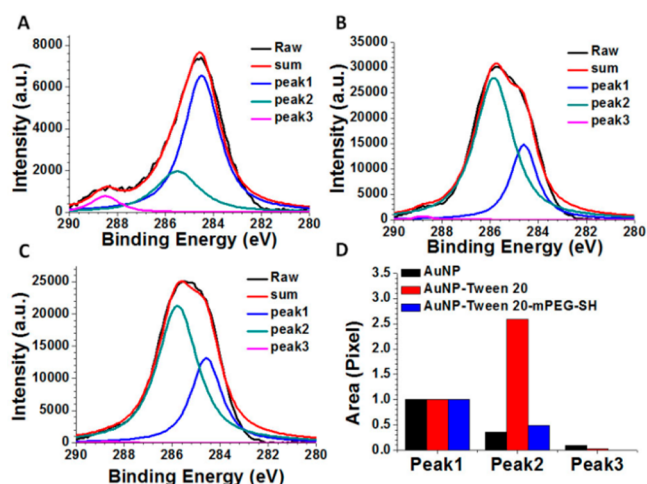 A
8000
6000
4000
2000
0
Intensity (a.u.)
Raw
sum
peak1
peak2
peak3
290 288 286 284 282 280
Binding Energy (eV)
B
35000
30000
25000
20000
15000
10000
5000
0
Intensity (a.u.)
Raw
sum
peak1
peak2
peak3
290 288 286 284 282 280
Binding Energy (eV)
C
25000
20000
15000
10000
5000
0
Intensity (a.u.)
Raw
sum
peak1
peak2
peak3
290 288 286 284 282 280
Binding Energy (eV)
D
3.5
3.0
2.5
2.0
1.5
1.0
0.5
0.0
Area (Pixel)
AuNP
AuNP-Tween 20
AuNP-Tween 20-mPEG-SH
Peak1 Peak2 Peak3